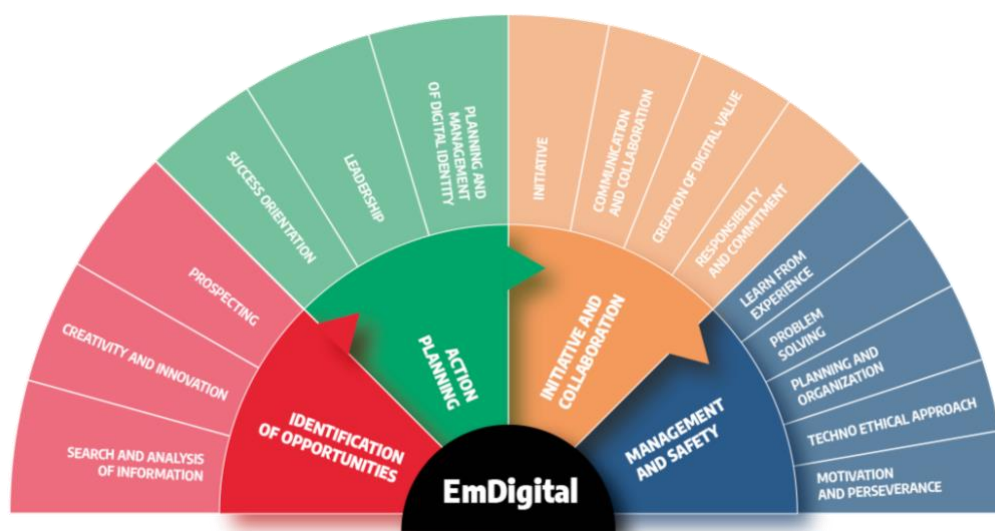 SEARCH AND ANALYSIS
OF INFORMATION
CREATIVITY AND INNOVATION
PROSPECTING
SUCCESS ORIENTATION
LEADERSHIP
PLANNING AND
MANAGEMENT
OF DIGITAL IDENTITY
INITIATIVE
COMMUNICATION
AND COLLABORATION
CREATION OF DIGITAL VALUE
RESPONSIBILITY
AND COMMITMENT
LEARN FROM
EXPERIENCE
PROBLEM
SOLVING
PLANNING AND
ORGANIZATION
TECHNO ETHICAL APPROACH
MOTIVATION
AND PERSEVERANCE
IDENTIFICATION
OF OPPORTUNITIES
ACTION
PLANNING
INITIATIVE AND
COLLABORATION
MANAGEMENT
AND SAFETY
EmDigital